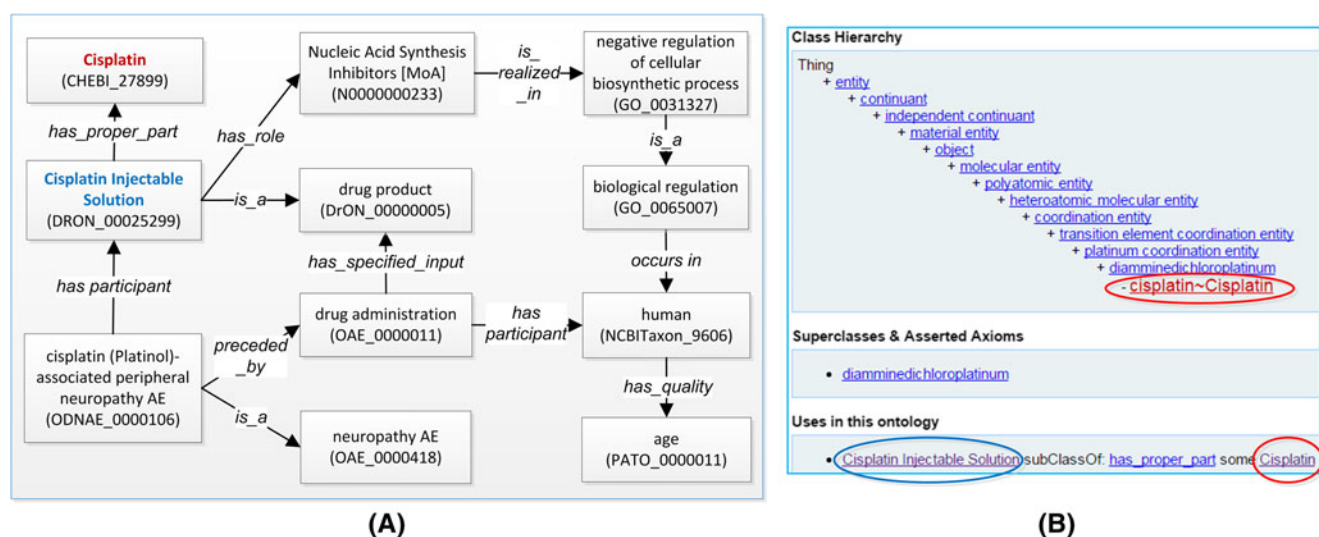 Cisplatin
(CHEBI_27899)
has_proper_part
Cisplatin Injectable
Solution
(DRON_00025299)
has participant
cisplatin (Platinol)-
associated peripheral
neuropathy AE
(ODNAE_0000106)
Nucleic Acid Synthesis
Inhibitors [MoA]
(N0000000233)
has_role
is_a
drug product
(DrON_00000005)
has_specified_input
drug administration
(OAE_0000011)
preceded
_by
is_a
neuropathy AE
(OAE_0000418)
is_
realized
_in
has
participant
negative regulation
of cellular
biosynthetic process
(GO_0031327)
is_a
biological regulation
(GO_0065007)
occurs in
human
(NCBITaxon_9606)
has_quality
age
(PATO_0000011)
(A)
Class Hierarchy
Thing
+ entity
+ continuant
+ independent continuant
+ material entity
+ object
+ molecular entity
+ polyatomic entity
+ heteroatomic molecular entity
+ coordination entity
+ transition element coordination entity
+ platinum coordination entity
+ diamminedichloroplatinum
- cisplatin~Cisplatin
Superclasses & Asserted Axioms
• diamminedichloroplatinum
Uses in this ontology
• Cisplatin Injectable Solution subClassOf: has_proper_part some Cisplatin
(B)